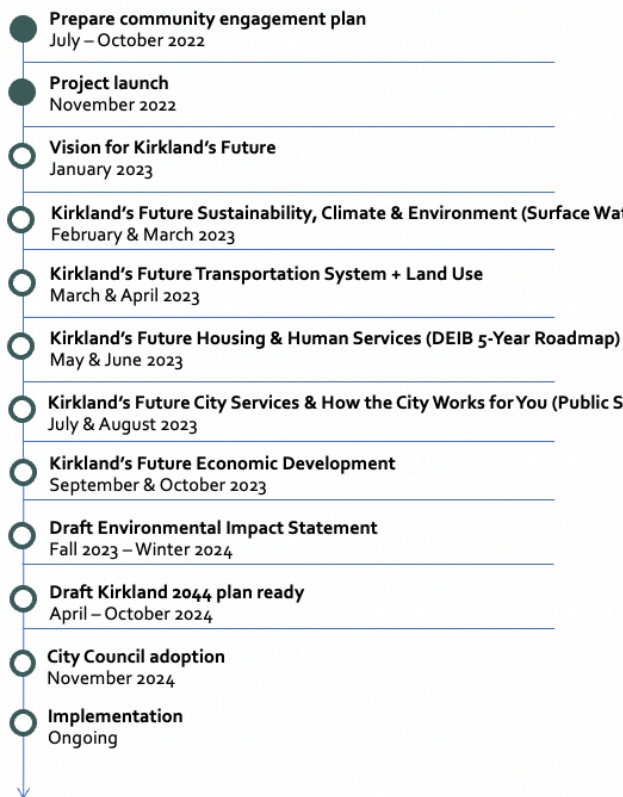 Prepare community engagement plan
July – October 2022
Project launch
November 2022
Vision for Kirkland's Future
January 2023
Kirkland's Future Sustainability, Climate & Environment (Surface
February & March 2023
Kirkland's Future Transportation System + Land Use
March & April 2023
Kirkland's Future Housing & Human Services (DEIB 5-Year Roadmap)
May & June 2023
Kirkland's Future City Services & How the City Works for You (Public
July & August 2023
Kirkland's Future Economic Development
September & October 2023
Draft Environmental Impact Statement
Fall 2023 – Winter 2024
Draft Kirkland 2044 plan ready
April – October 2024
City Council adoption
November 2024
Implementation
Ongoing